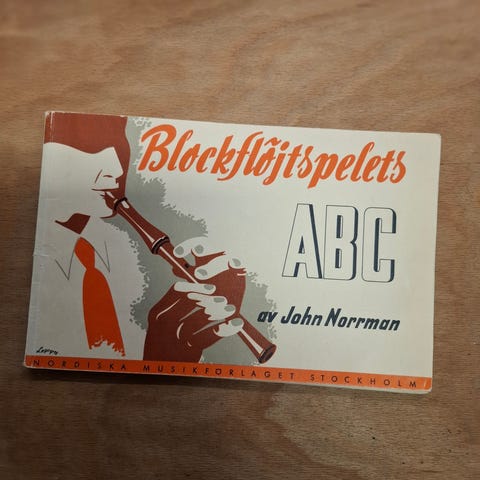 Blockflöjtspelets
ABC
av John Norrman
NORDISKA MUSIKFÖRLAGET STOCKHOLM